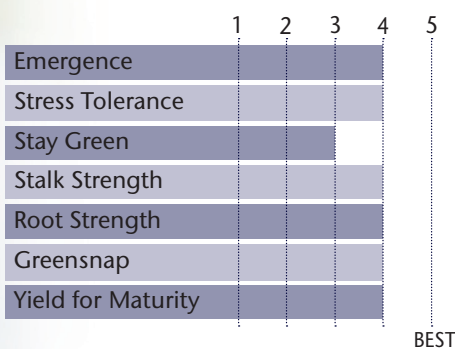 1 2 3 4 5
Emergence
Stress Tolerance
Stay Green
Stalk Strength
Root Strength
Greensnap
Yield for Maturity
BEST